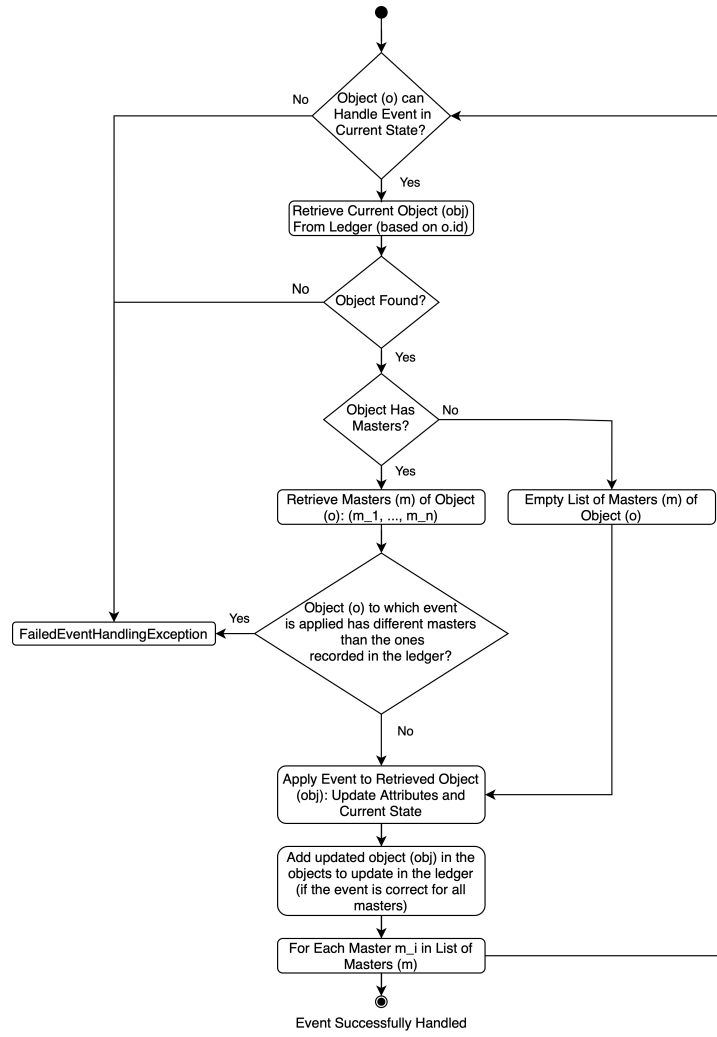 Object (o) can
Handle Event in
Current State?
No
Yes
Retrieve Current Object (obj)
From Ledger (based on o.id)
No
Object Found?
Yes
Object Has
Masters?
No
Yes
Retrieve Masters (m) of Object
(o): (m_1, ..., m_n)
Empty List of Masters (m) of
Object (o)
Object (o) to which event
is applied has different masters
than the ones
recorded in the ledger?
Yes
FailedEventHandlingException
No
Apply Event to Retrieved Object
(obj): Update Attributes and
Current State
Add updated object (obj) in the
objects to update in the ledger
(if the event is correct for all
masters)
For Each Master m_i in List of
Masters (m)
Event Successfully Handled